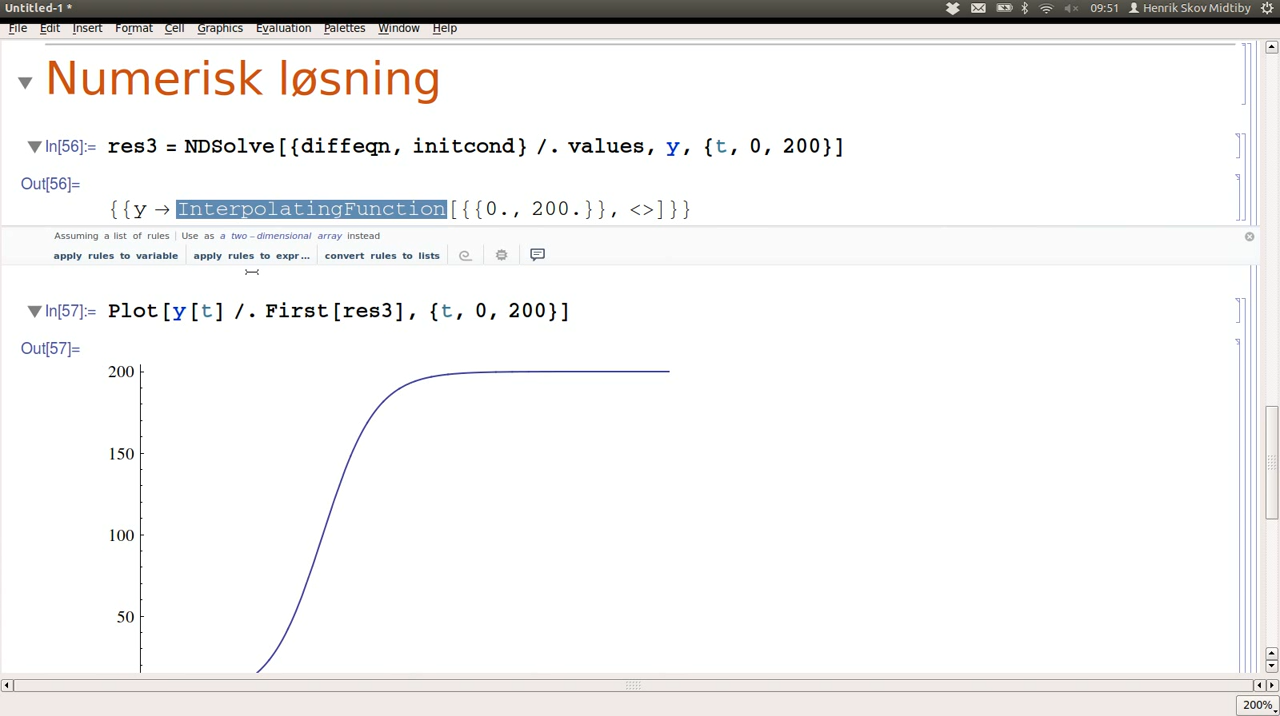 Untitled-1 *
09:51 Henrik Skov Midtiby
File Edit Insert Format Cell Graphics Evaluation Palettes Window Help
Numerisk løsning
In[56]:= res3 = NDSolve[{diffeqn, initcond} /. values, y, {t, 0, 200}]
Out[56]=
{{y → InterpolatingFunction[{{0., 200.}}, <>]}}
Assuming a list of rules | Use as a two-dimensional array instead
apply rules to variable apply rules to expr... convert rules to lists
In[57]:= Plot[y[t] /. First[res3], {t, 0, 200}]
Out[57]=
200
150
100
50
200%